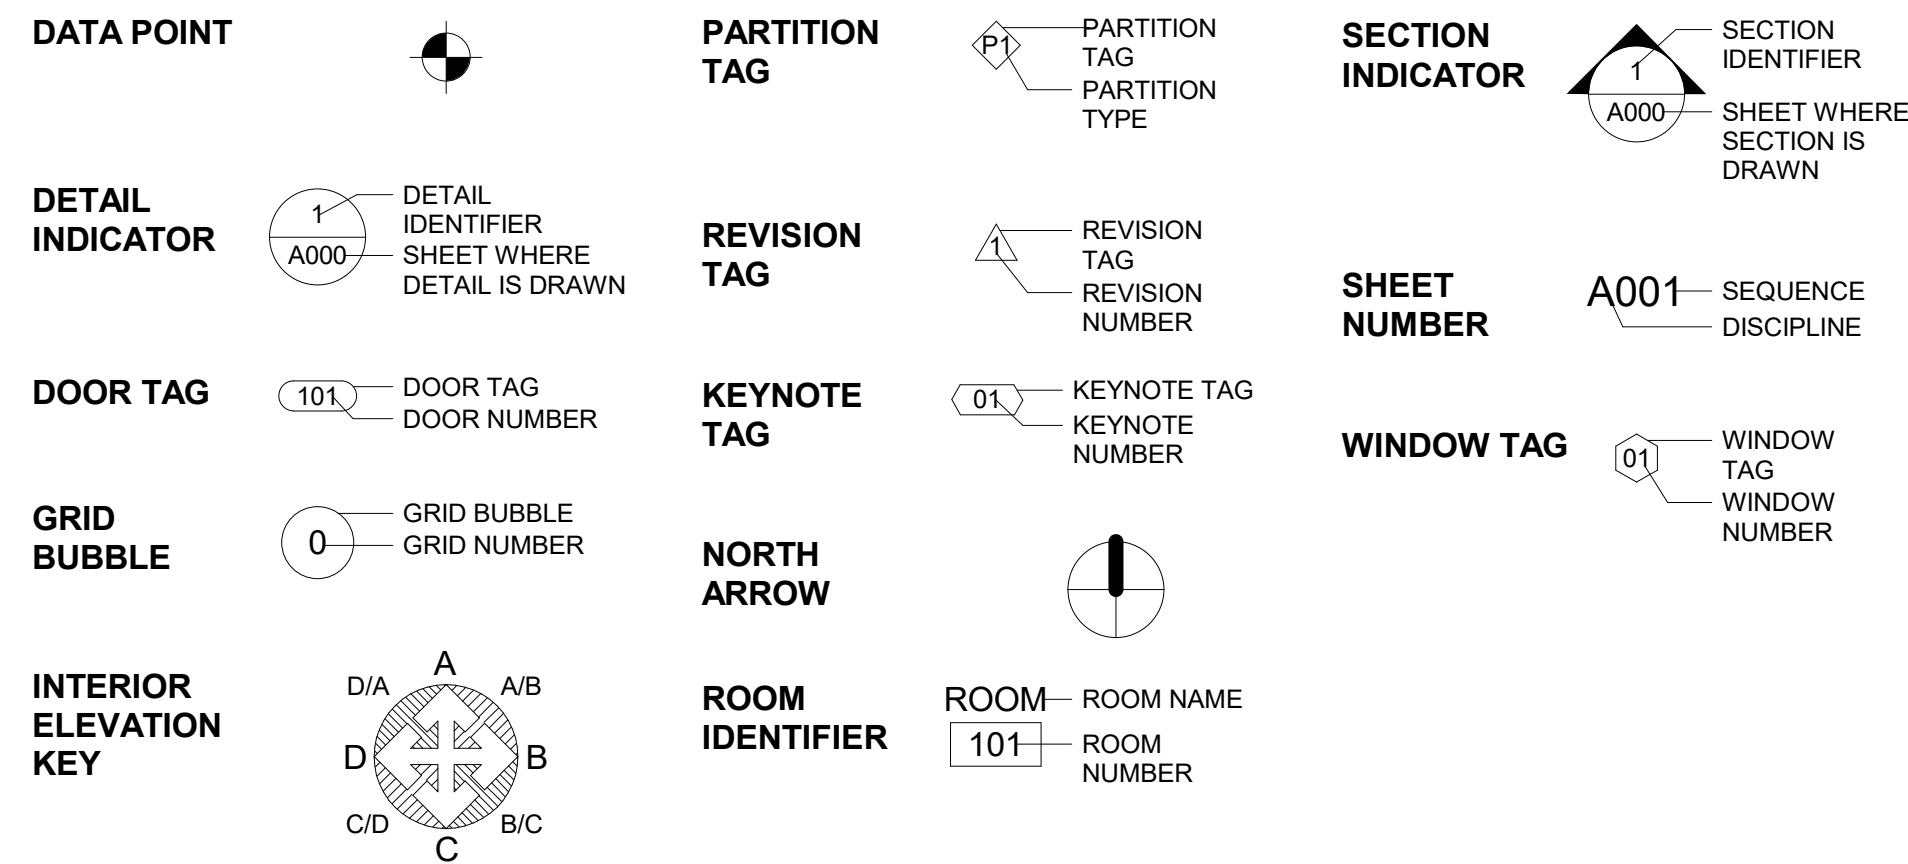 DATA POINT
DETAIL
INDICATOR
1
A000
DETAIL
IDENTIFIER
SHEET WHERE
DETAIL IS DRAWN
DOOR TAG
101
DOOR TAG
DOOR NUMBER
GRID
BUBBLE
0
GRID BUBBLE
GRID NUMBER
INTERIOR
ELEVATION
KEY
A
D/A
A/B
D
B
C/D
B/C
C
PARTITION
TAG
P1
PARTITION
TAG
PARTITION
TYPE
REVISION
TAG
1
REVISION
TAG
REVISION
NUMBER
KEYNOTE
TAG
01
KEYNOTE TAG
KEYNOTE
NUMBER
NORTH
ARROW
ROOM
IDENTIFIER
ROOM
101
ROOM NAME
ROOM
NUMBER
SECTION
INDICATOR
1
A000
SECTION
IDENTIFIER
SHEET WHERE
SECTION IS
DRAWN
SHEET
NUMBER
A001
SEQUENCE
DISCIPLINE
WINDOW TAG
01
WINDOW
TAG
WINDOW
NUMBER